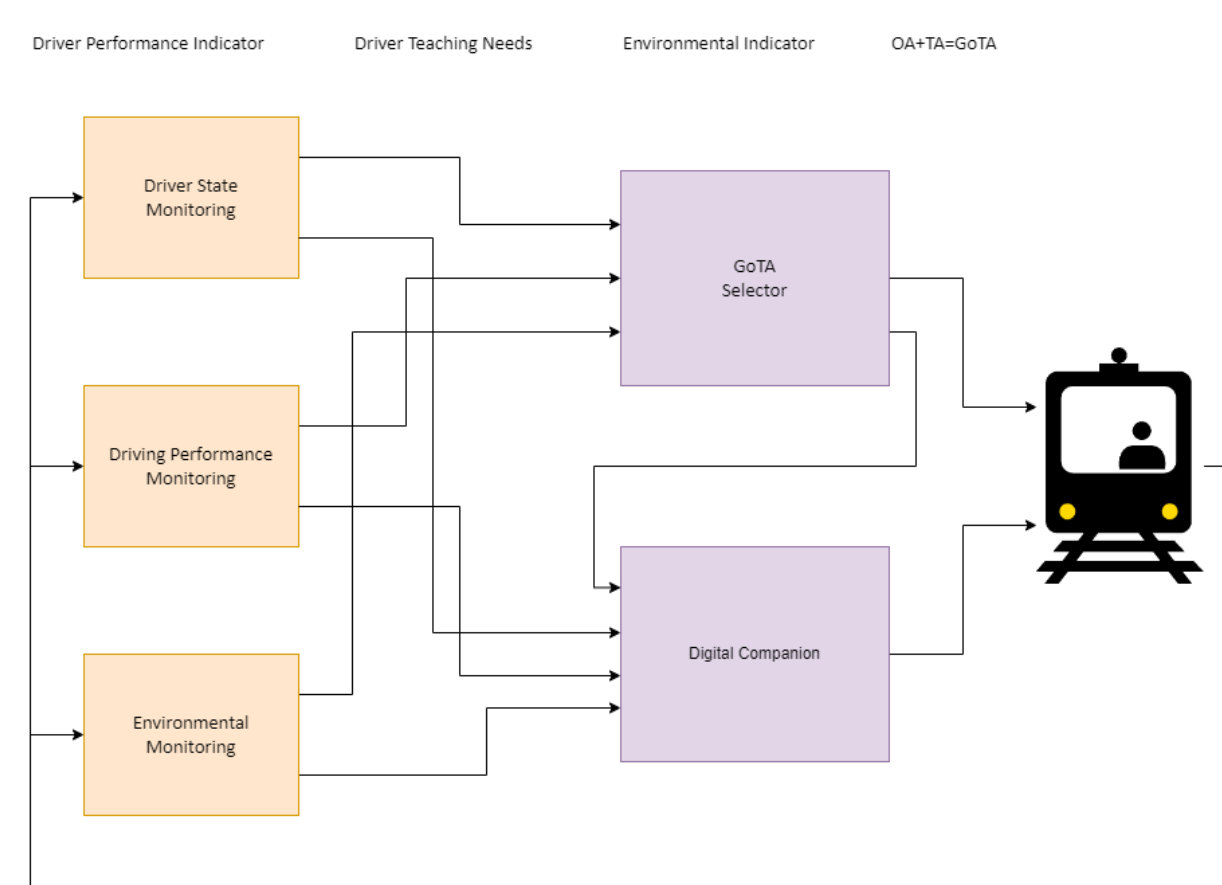 Driver Performance Indicator
Driver Teaching Needs
Environmental Indicator
OA+TA=GoTA
Driver State
Monitoring
GoTA
Selector
Driving Performance
Monitoring
Digital Companion
Environmental
Monitoring